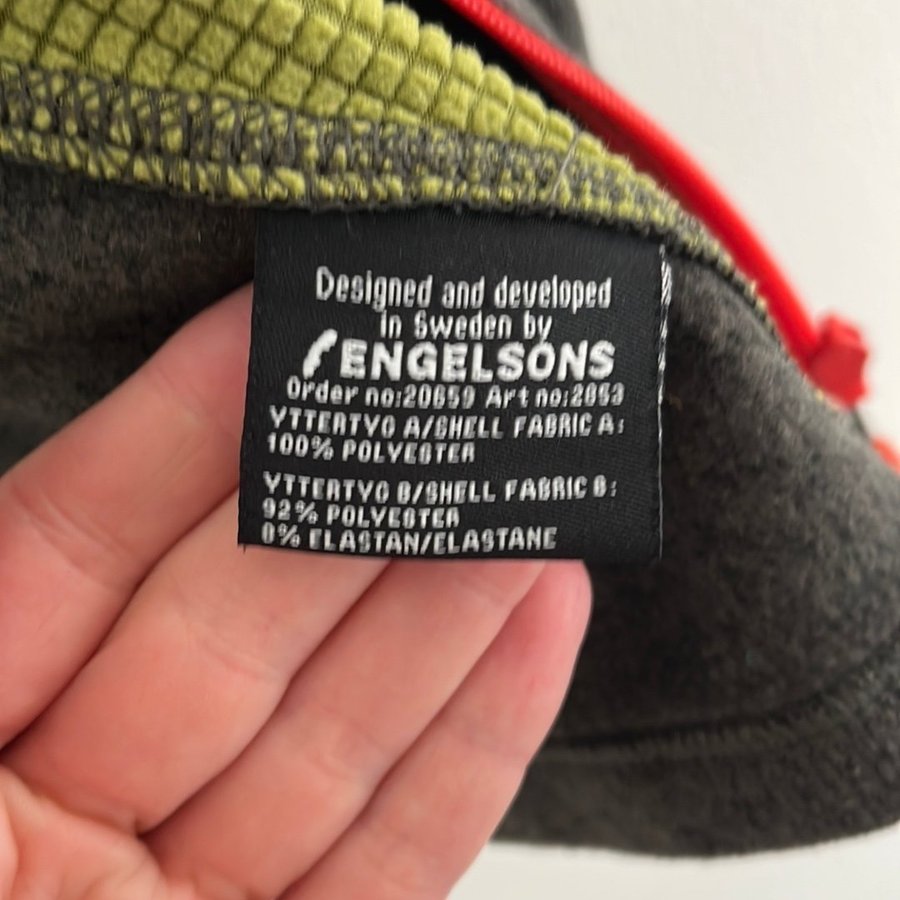 Designed and developed
in Sweden by
ENGELSONS
Order no:20659 Art no:2853
YTTERTYG A/SHELL FABRIC A:
100% POLYESTER
YTTERTYG B/SHELL FABRIC B:
92% POLYESTER
8% ELASTAN/ELASTANE